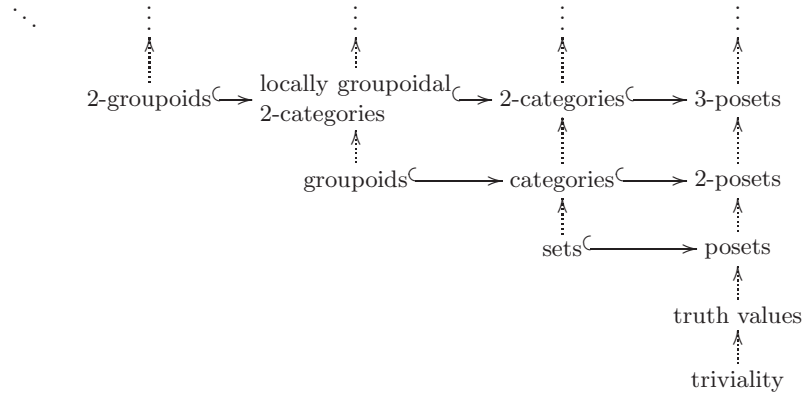 2-groupoids locally groupoidal 2-categories 2-categories 3-posets
groupoids categories 2-posets
sets posets
truth values
triviality